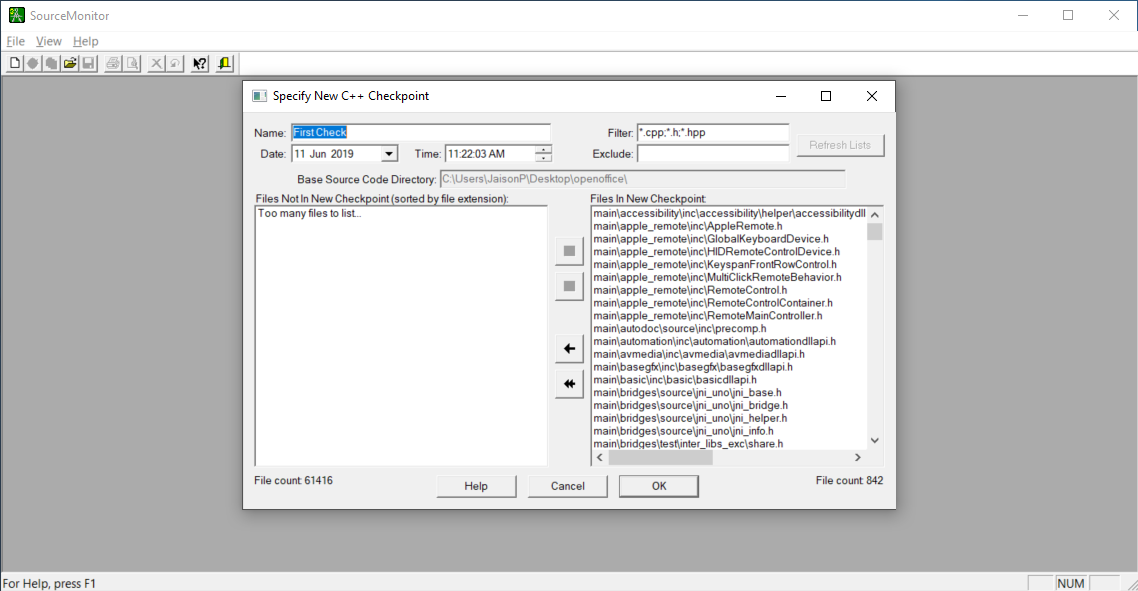 SourceMonitor
File View Help
Specify New C++ Checkpoint
Name: First Check
Filter: *.cpp;*.h;*.hpp
Refresh Lists
Date: 11 Jun 2019
Time: 11:22:03 AM
Exclude:
Base Source Code Directory: C:\Users\JaisonP\Desktop\openoffice\
Files Not In New Checkpoint (sorted by file extension):
Too many files to list...
Files In New Checkpoint:
main\accessibility\inc\accessibility\helper\accessibilitydll
main\apple_remote\inc\AppleRemote.h
main\apple_remote\inc\GlobalKeyboardDevice.h
main\apple_remote\inc\HIDRemoteControlDevice.h
main\apple_remote\inc\KeyspanFrontRowControl.h
main\apple_remote\inc\MultiClickRemoteBehavior.h
main\apple_remote\inc\RemoteControl.h
main\apple_remote\inc\RemoteControlContainer.h
main\apple_remote\inc\RemoteMainController.h
main\autodoc\source\inc\precomp.h
main\automation\inc\automation\automationdllapi.h
main\avmedia\inc\avmedia\avmediadllapi.h
main\basegfx\inc\basegfx\basegfxdllapi.h
main\basic\inc\basic\basicdllapi.h
main\bridges\source\jni_uno\jni_base.h
main\bridges\source\jni_uno\jni_bridge.h
main\bridges\source\jni_uno\jni_helper.h
main\bridges\source\jni_uno\jni_info.h
main\bridges\test\inter_libs_exc\share.h
File count: 61416
Help
Cancel
OK
File count: 842
For Help, press F1
NUM